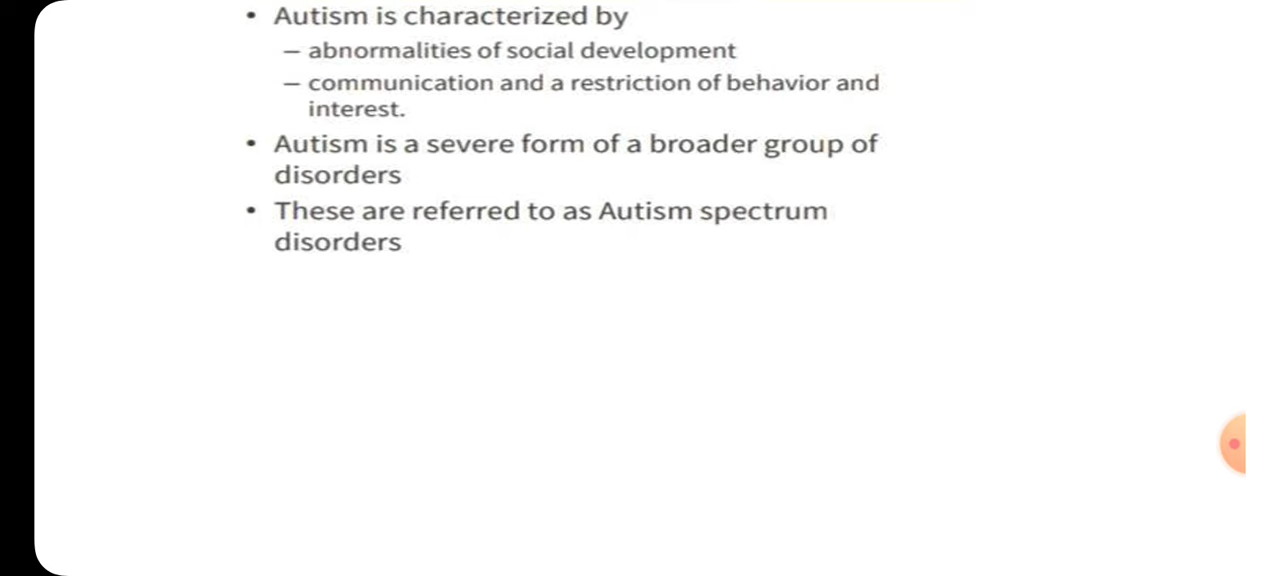 • Autism is characterized by
– abnormalities of social development
– communication and a restriction of behavior and
interest.
• Autism is a severe form of a broader group of
disorders
• These are referred to as Autism spectrum
disorders